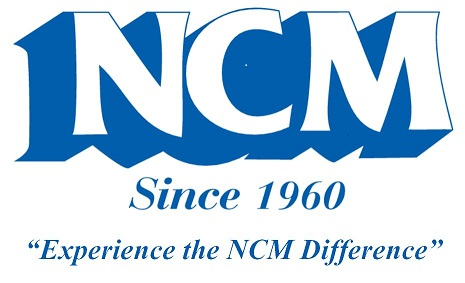 NCM
Since 1960
“Experience the NCM Difference”